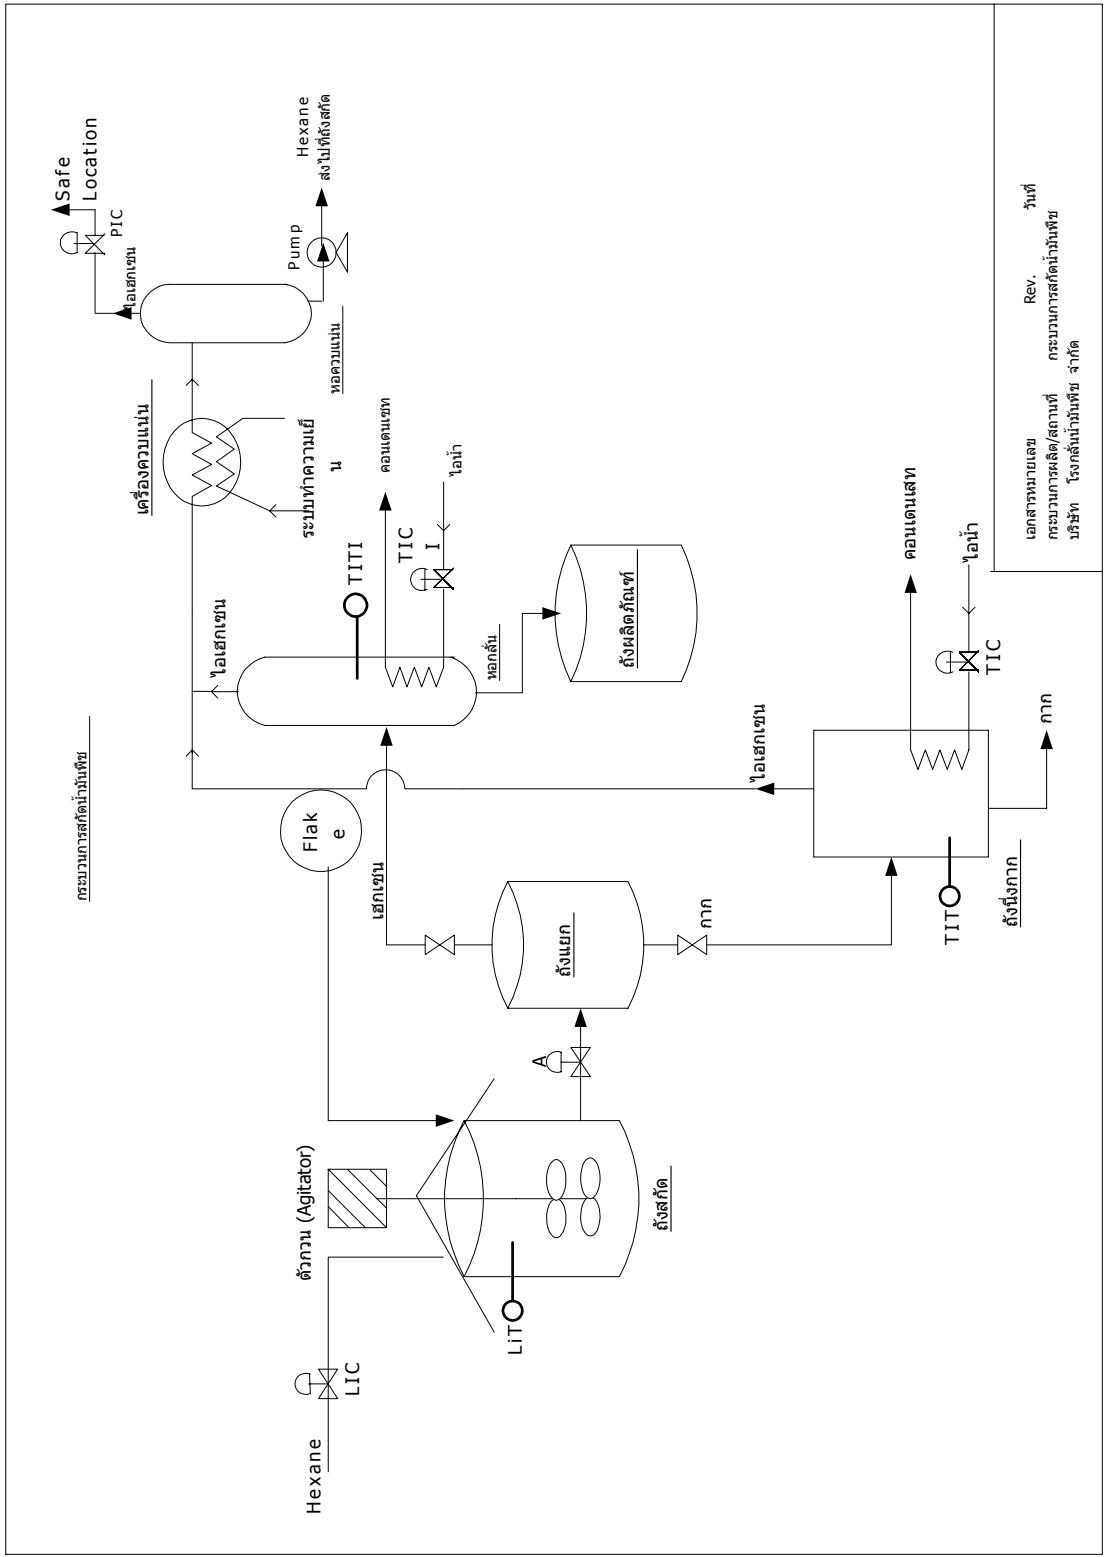 กระบวนการสกัดน้ำมันพืช
Hexane
LIC
ตัวกวน (Agitator)
LiT
ถังสกัด
A
Flak
e
เฮกเซน
ถังแยก
กาก
ไอเฮกเซน
TIT
ถังนึ่งกาก
กาก
TIC
ไอน้ำ
คอนเดนเสท
ไอเฮกเซน
หอกลั่น
TITI
TIC
I
ไอน้ำ
คอนเดนเซท
ถังผลิตภัณฑ์
เครื่องควบแน่น
ระบบทำความเย็
น
หอควบแน่น
ไอเฮกเซน
PIC
Safe
Location
Pump
Hexane
ส่งไปที่ถังสกัด
เอกสารหมายเลข Rev. วันที่
กระบวนการผลิต/สถานที่ กระบวนการสกัดน้ำมันพืช
บริษัท โรงกลั่นน้ำมันพืช จำกัด